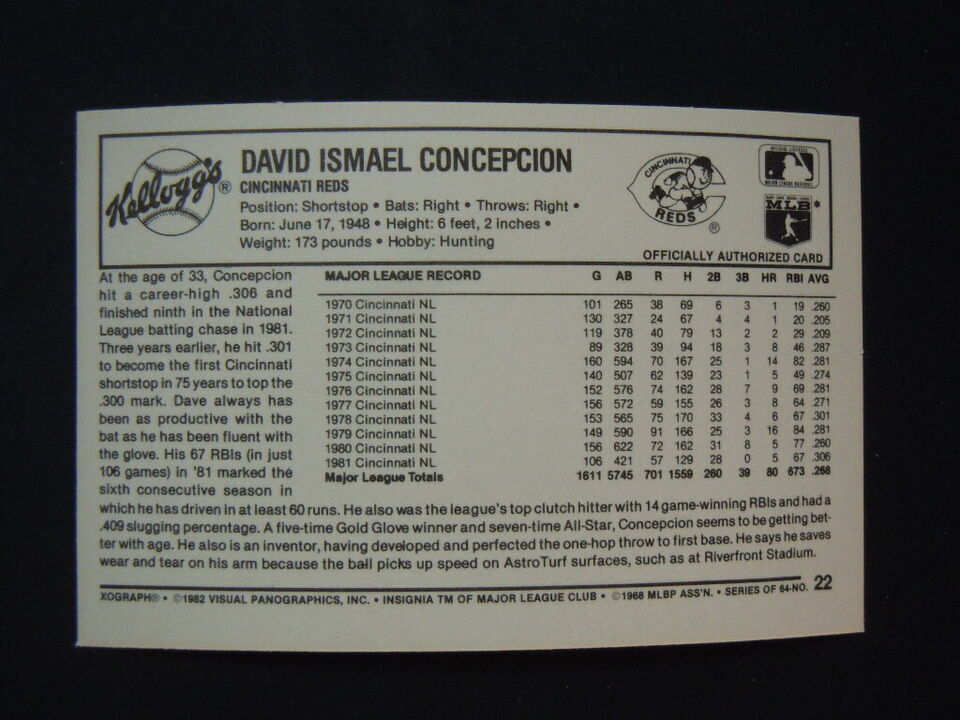 Kelloggs®
DAVID ISMAEL CONCEPCION
CINCINNATI REDS
Position: Shortstop • Bats: Right • Throws: Right •
Born: June 17, 1948 • Height: 6 feet, 2 inches •
Weight: 173 pounds • Hobby: Hunting
CINCINNATI
REDS
®
MAJOR LEAGUE BASEBALL
MLB*
OFFICIALLY AUTHORIZED CARD
At the age of 33, Concepcion
hit a career-high .306 and
finished ninth in the National
League batting chase in 1981.
Three years earlier, he hit .301
to become the first Cincinnati
shortstop in 75 years to top the
.300 mark. Dave always has
been as productive with the
bat as he has been fluent with
the glove. His 67 RBIs (in just
106 games) in '81 marked the
sixth consecutive season in
which he has driven in at least 60 runs. He also was the league's top clutch hitter with 14 game-winning RBIs and had a
.409 slugging percentage. A five-time Gold Glove winner and seven-time All-Star, Concepcion seems to be getting bet-
ter with age. He also is an inventor, having developed and perfected the one-hop throw to first base. He says he saves
wear and tear on his arm because the ball picks up speed on AstroTurf surfaces, such as at Riverfront Stadium.
MAJOR LEAGUE RECORD G AB R H 2B 3B HR RBI AVG
1970 Cincinnati NL 101 265 38 69 6 3 1 19 .260
1971 Cincinnati NL 130 327 24 67 4 4 1 20 .205
1972 Cincinnati NL 119 378 40 79 13 2 2 29 .209
1973 Cincinnati NL 89 328 39 94 18 3 8 46 .287
1974 Cincinnati NL 160 594 70 167 25 1 14 82 .281
1975 Cincinnati NL 140 507 62 139 23 1 5 49 .274
1976 Cincinnati NL 152 576 74 162 28 7 9 69 .281
1977 Cincinnati NL 156 572 59 155 26 3 8 64 .271
1978 Cincinnati NL 153 565 75 170 33 4 6 67 .301
1979 Cincinnati NL 149 590 91 166 25 3 16 84 .281
1980 Cincinnati NL 156 622 72 162 31 8 5 77 .260
1981 Cincinnati NL 106 421 57 129 28 0 5 67 .306
Major League Totals 1611 5745 701 1559 260 39 80 673 .268
XOGRAPH® • ©1982 VISUAL PANOGRAPHICS, INC. • INSIGNIA TM OF MAJOR LEAGUE CLUB • ©1968 MLBP ASS'N. • SERIES OF 64-NO. 22